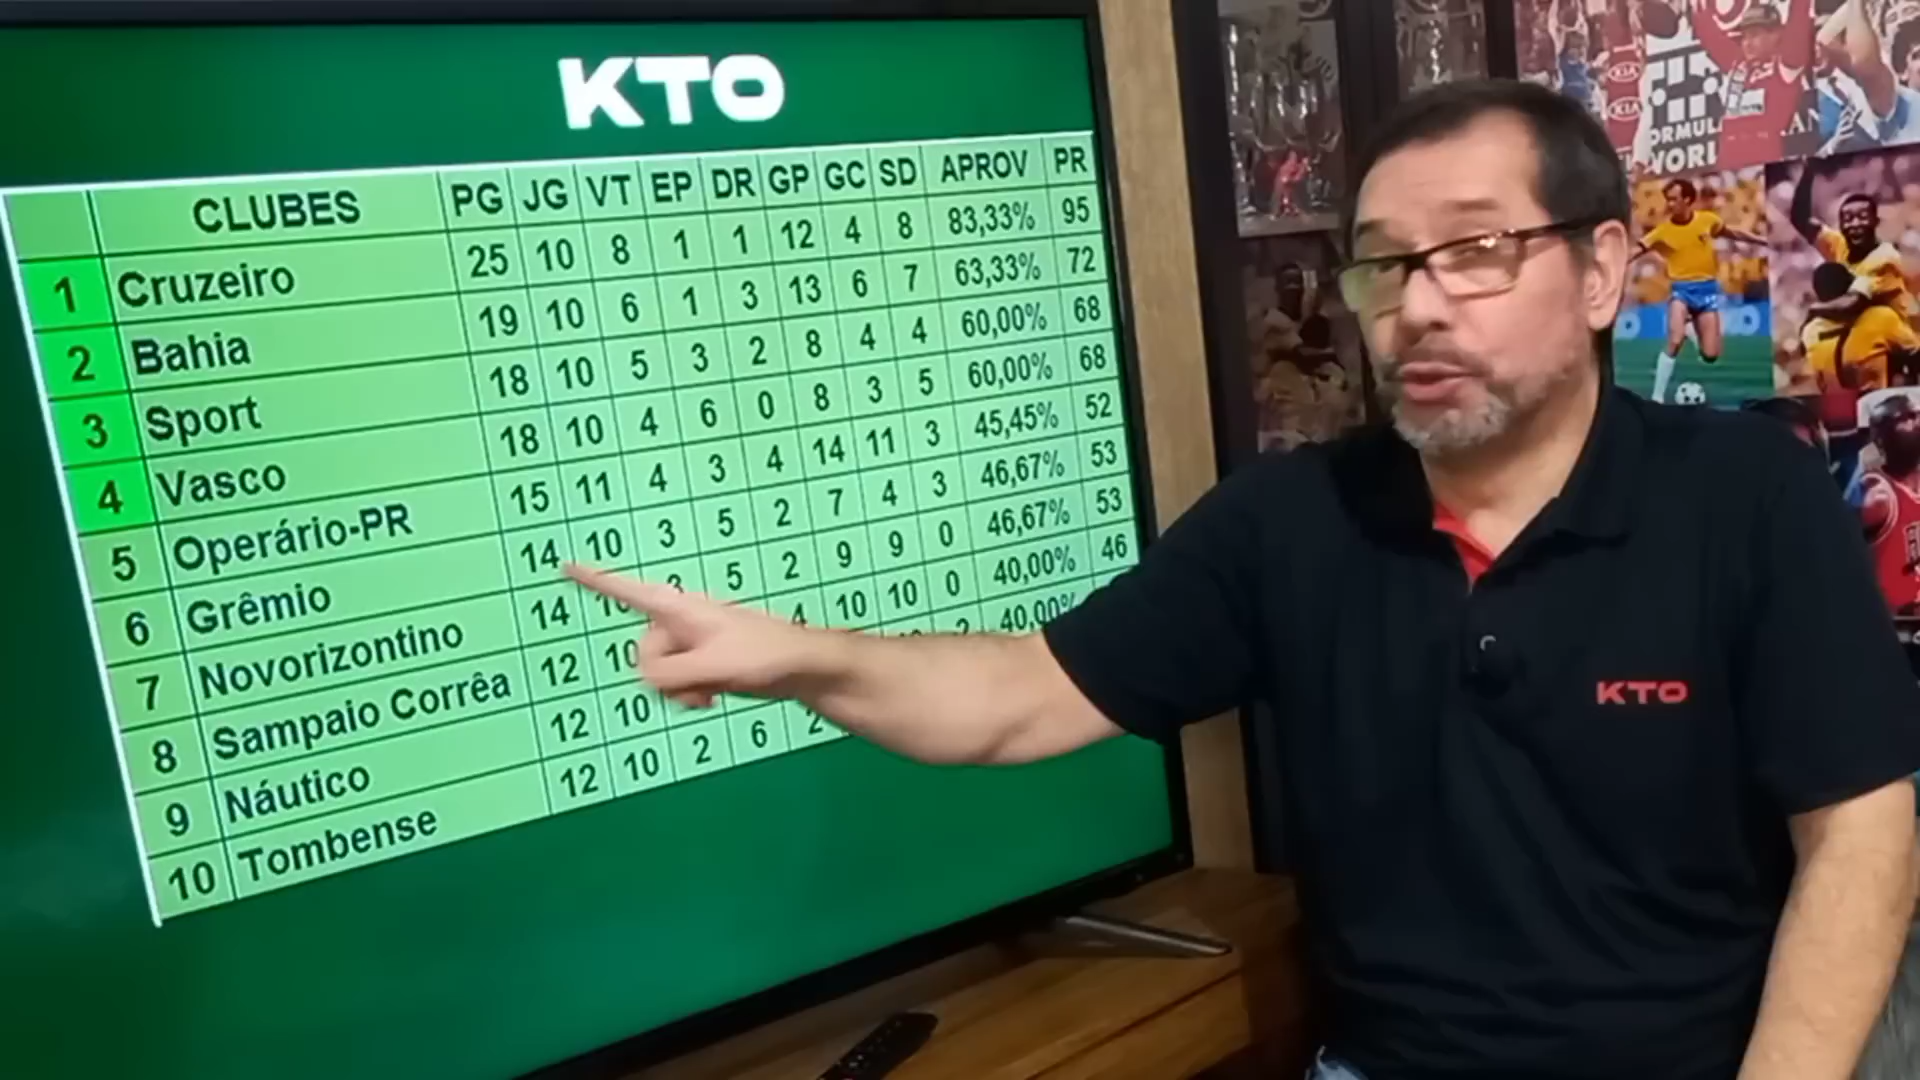 KTO
CLUBES PG JG VT EP DR GP GC SD APROV PR
1 Cruzeiro 25 10 8 1 1 12 4 8 83,33% 95
2 Bahia 19 10 6 1 3 13 6 7 63,33% 72
3 Sport 18 10 5 3 2 8 4 4 60,00% 68
4 Vasco 18 10 4 6 0 8 3 5 60,00% 68
5 Operário-PR 15 11 4 3 4 14 11 3 45,45% 52
6 Grêmio 14 10 3 5 2 7 4 3 46,67% 53
7 Novorizontino 14 10 3 5 2 9 9 0 46,67% 53
8 Sampaio Corrêa 12 10 4 10 10 0 40,00% 46
9 Náutico 12 10 40,00%
10 Tombense 12 10 2 6 2
KIA
KIA
KTO